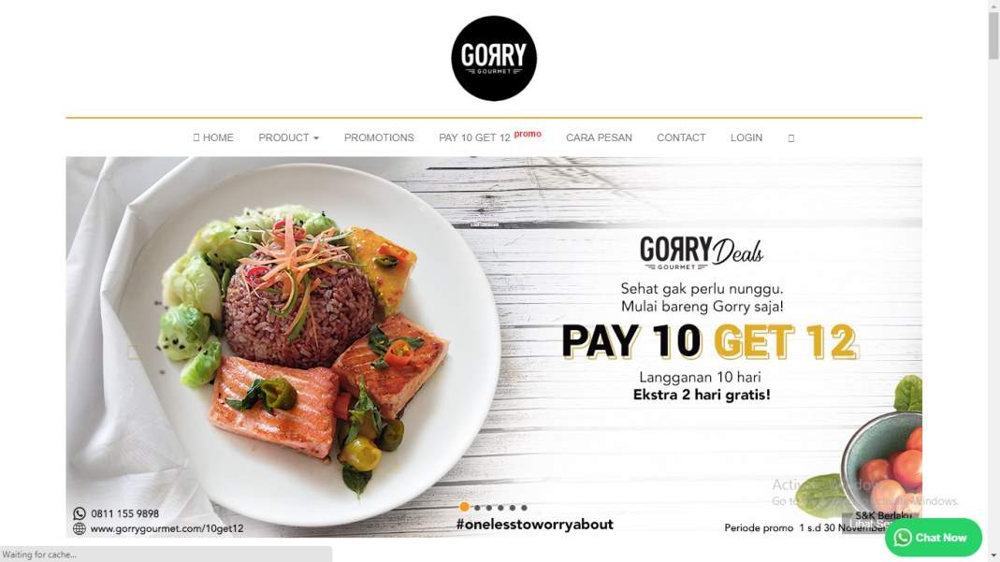 GORRY
GOURMET
HOME PRODUCT PROMOTIONS PAY 10 GET 12 promo CARA PESAN CONTACT LOGIN
GORRY Deals
GOURMET
Sehat gak perlu nunggu.
Mulai bareng Gorry saja!
PAY 10 GET 12
Langganan 10 hari
Ekstra 2 hari gratis!
Activate Windows
Go to
Windows.
0811 155 9898
www.gorrygourmet.com/10get12
#onelesstoworryabout
S&K Berlaku
Periode promo 1 s.d 30 November
Lihat
Chat Now
Waiting for cache...